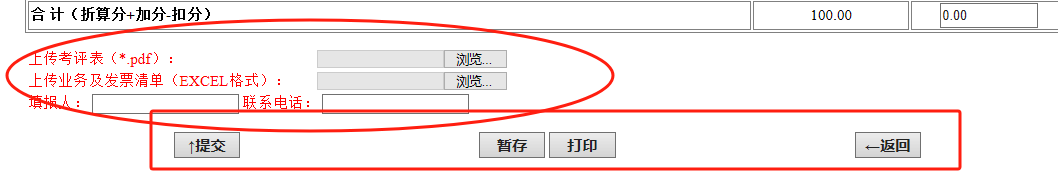 合 计（折算分+加分-扣分） 100.00 0.00
上传考评表（*.pdf）： 浏览...
上传业务及发票清单（EXCEL格式）： 浏览...
填报人： 联系电话：
↑提交 暂存 打印 ←返回